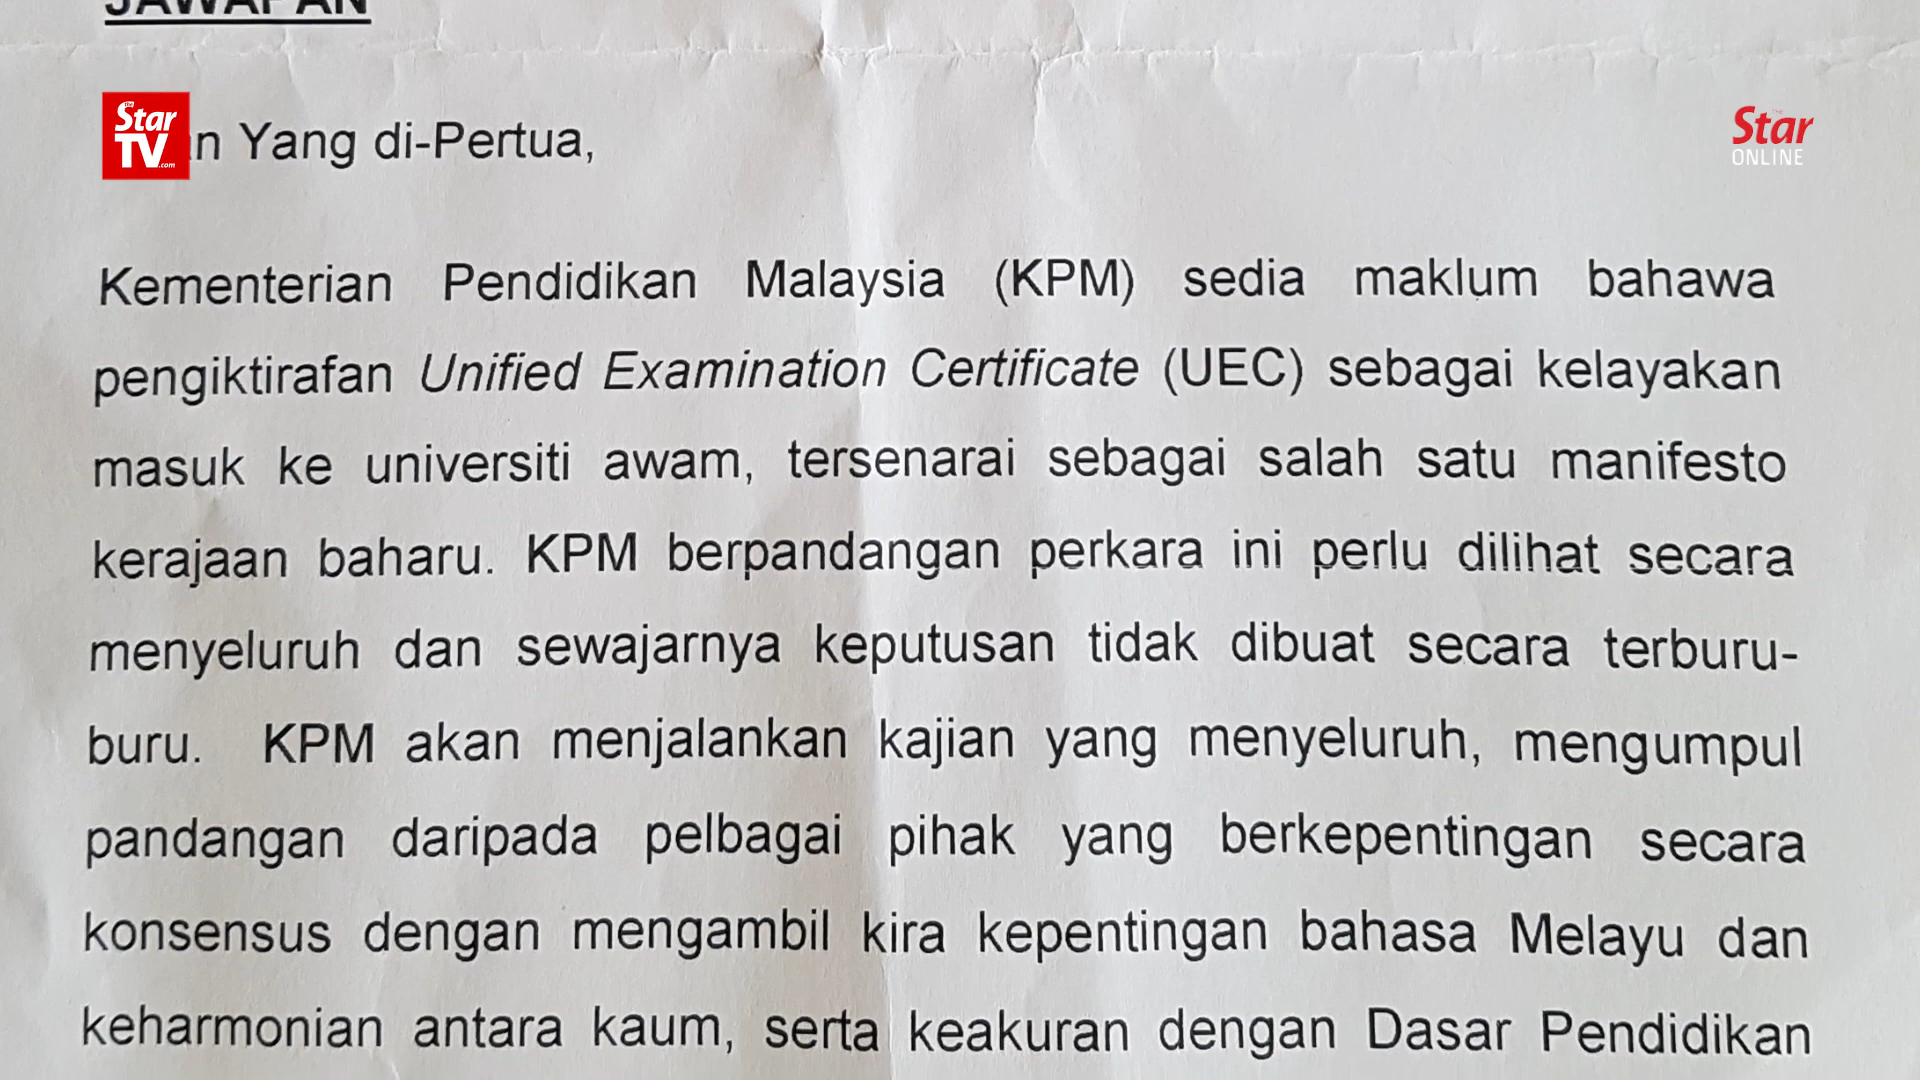 JAWAPAN
The Star TV.com
n Yang di-Pertua,
The Star ONLINE
Kementerian Pendidikan Malaysia (KPM) sedia maklum bahawa
pengiktirafan Unified Examination Certificate (UEC) sebagai kelayakan
masuk ke universiti awam, tersenarai sebagai salah satu manifesto
kerajaan baharu. KPM berpandangan perkara ini perlu dilihat secara
menyeluruh dan sewajarnya keputusan tidak dibuat secara terburu-
buru. KPM akan menjalankan kajian yang menyeluruh, mengumpul
pandangan daripada pelbagai pihak yang berkepentingan secara
konsensus dengan mengambil kira kepentingan bahasa Melayu dan
keharmonian antara kaum, serta keakuran dengan Dasar Pendidikan